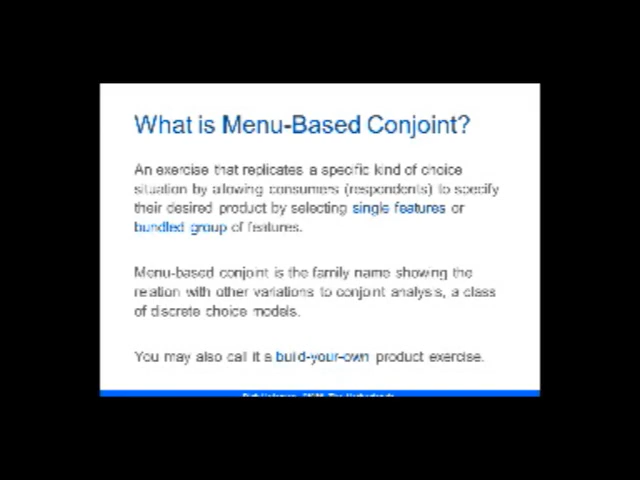 What is Menu-Based Conjoint?
An exercise that replicates a specific kind of choice
situation by allowing consumers (respondents) to specify
their desired product by selecting single features or
bundled group of features.
Menu-based conjoint is the family name showing the
relation with other variations to conjoint analysis, a class
of discrete choice models.
You may also call it a build-your-own product exercise.
The Netherlands